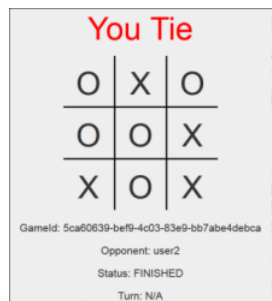 You Tie
O X O
O O X
X O X
GameId: 5ca60639-bef9-4c03-83e9-bb7abe4debca
Opponent: user2
Status: FINISHED
Turn: N/A